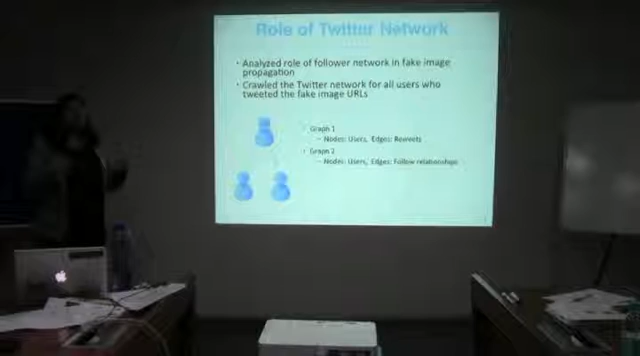 Role of Twitter Network
• Analyzed role of follower network in fake image
propagation
• Crawled the Twitter network for all users who
tweeted the fake image URLs
• Graph 1
– Nodes: Users, Edges: Retweets
• Graph 2
– Nodes: Users, Edges: Follow relationships